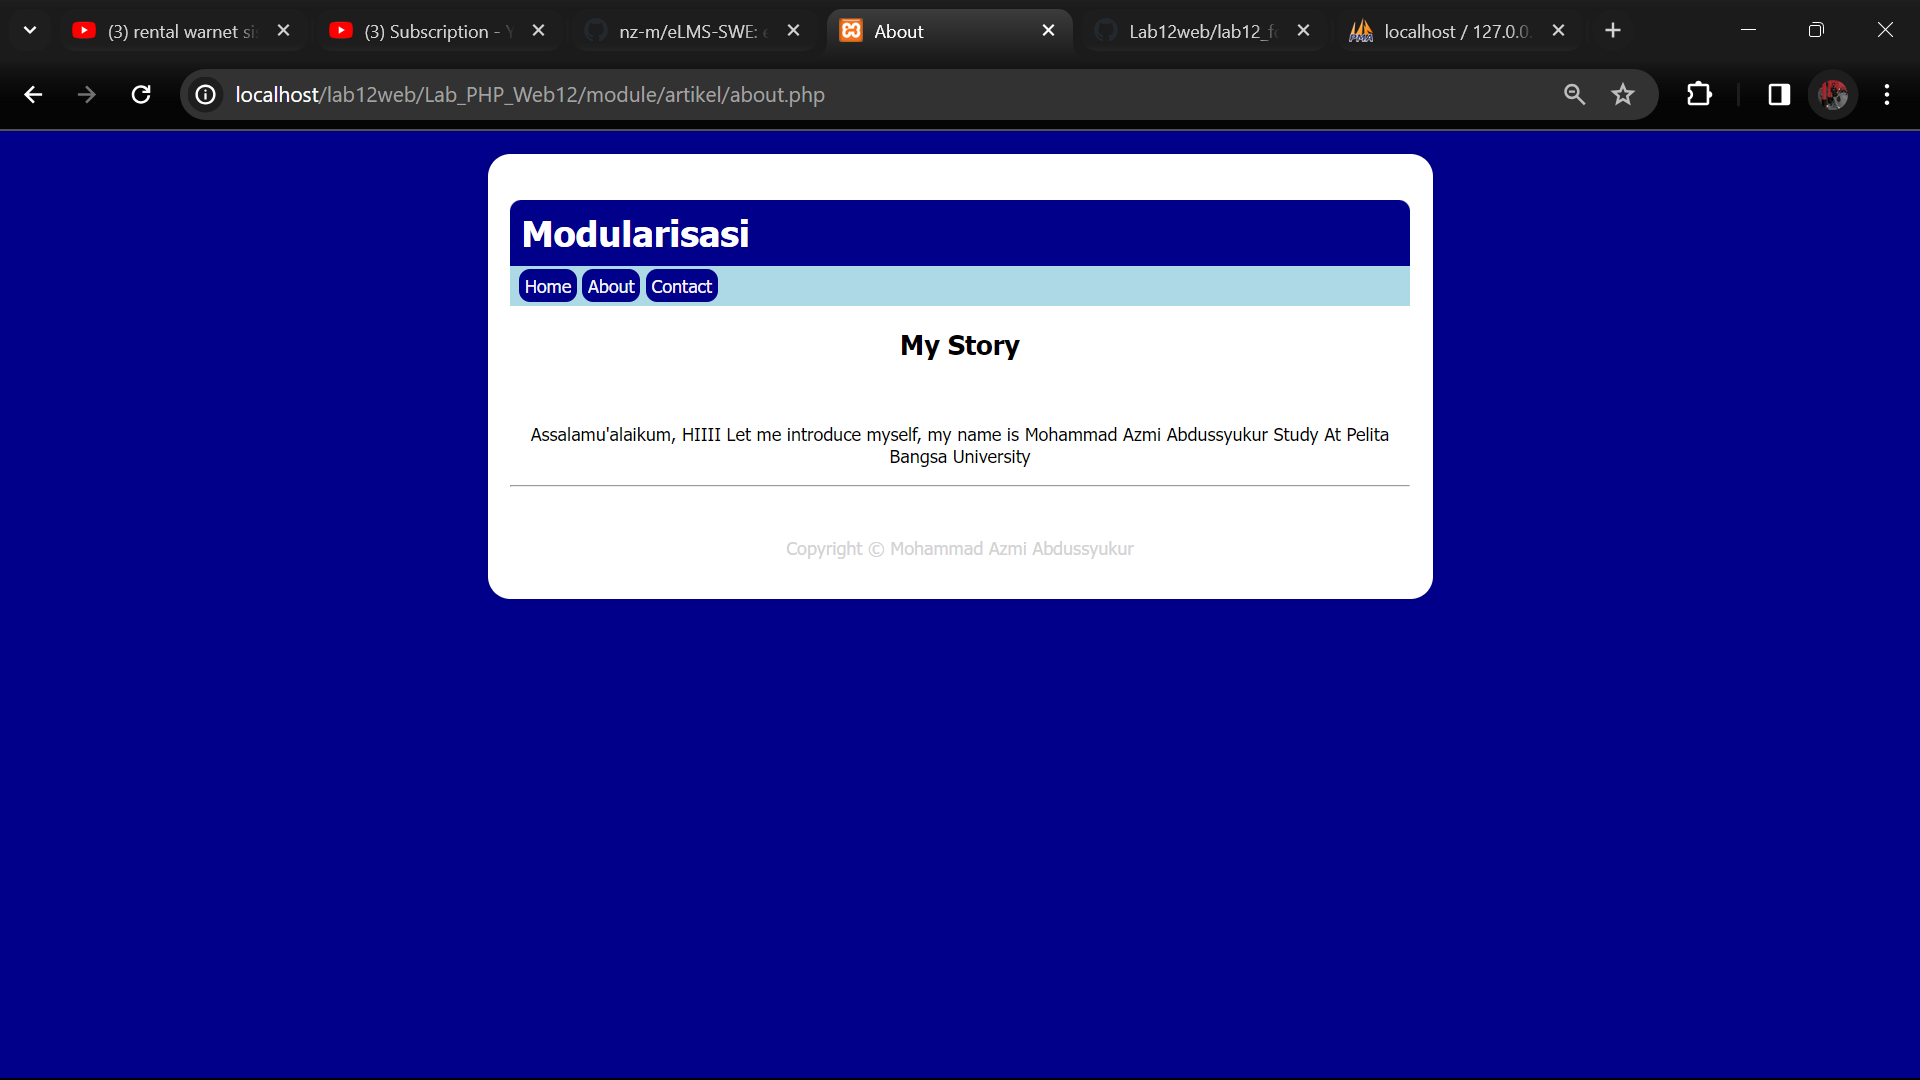 (3) rental warnet si
(3) Subscription - Y
nz-m/eLMS-SWE: e
About
Lab12web/lab12_fo
localhost / 127.0.0.
localhost/lab12web/Lab_PHP_Web12/module/artikel/about.php
Modularisasi
Home About Contact
My Story
Assalamu'alaikum, HIIII Let me introduce myself, my name is Mohammad Azmi Abdussyukur Study At Pelita
Bangsa University
Copyright © Mohammad Azmi Abdussyukur